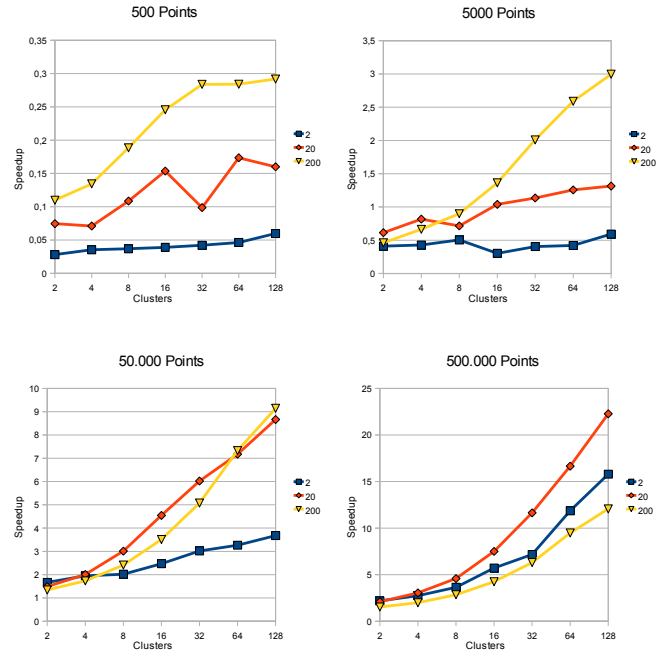 500 Points
0,35
0,3
0,25
0,2
0,15
0,1
0,05
0
Speedup
2 4 8 16 32 64 128
Clusters
2
20
200
5000 Points
3,5
3
2,5
2
1,5
1
0,5
0
Speedup
2 4 8 16 32 64 128
Clusters
2
20
200
50.000 Points
10
9
8
7
6
5
4
3
2
1
0
Speedup
2 4 8 16 32 64 128
Clusters
2
20
200
500.000 Points
25
20
15
10
5
0
Speedup
2 4 8 16 32 64 128
Clusters
2
20
200